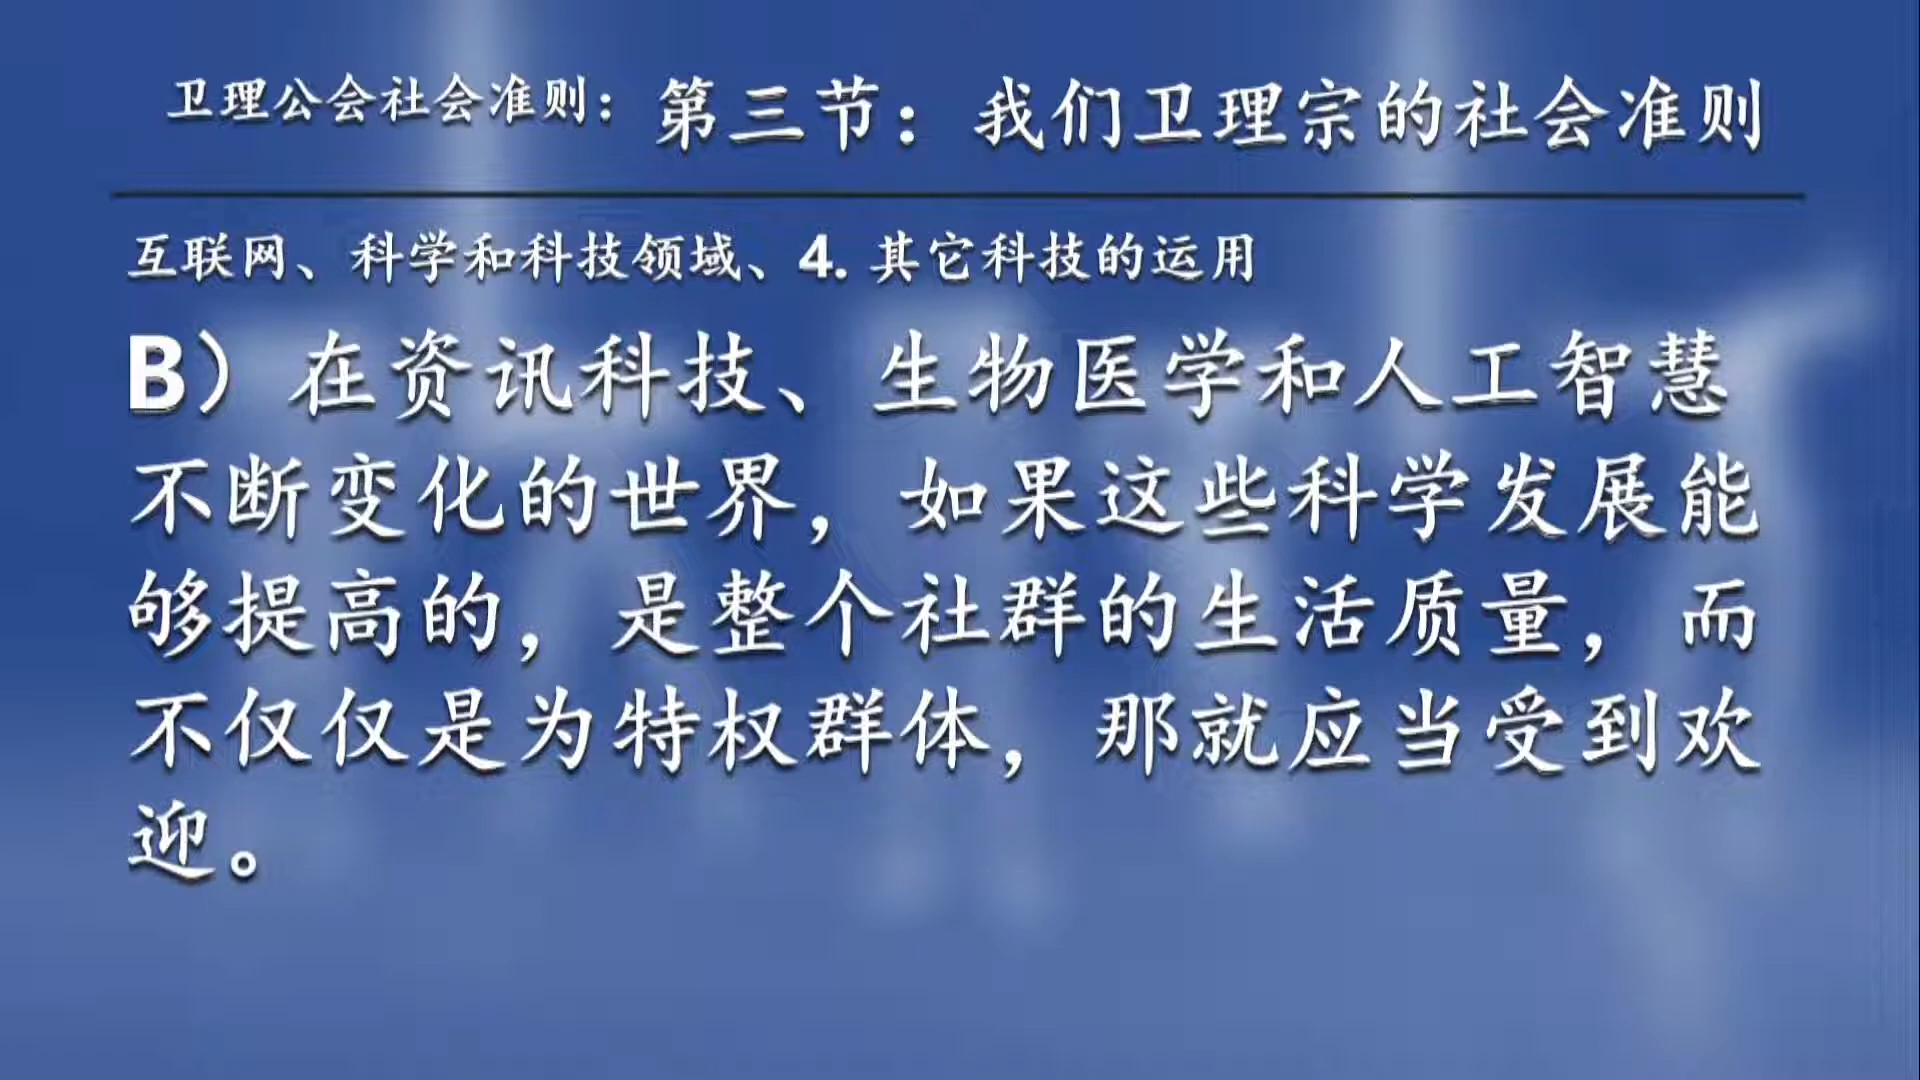 卫理公会社会准则：第三节：我们卫理宗的社会准则
互联网、科学和科技领域、4. 其它科技的运用
B）在资讯科技、生物医学和人工智慧
不断变化的世界，如果这些科学发展能
够提高的，是整个社群的生活质量，而
不仅仅是为特权群体，那就应当受到欢
迎。